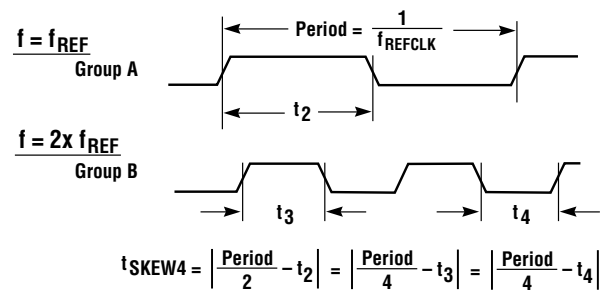 f = fREF
Group A
Period = 1 / fREFCLK
t2
f = 2x fREF
Group B
t3
t4
tSKEW4 = | Period / 2 – t2 | = | Period / 4 – t3 | = | Period / 4 – t4 |